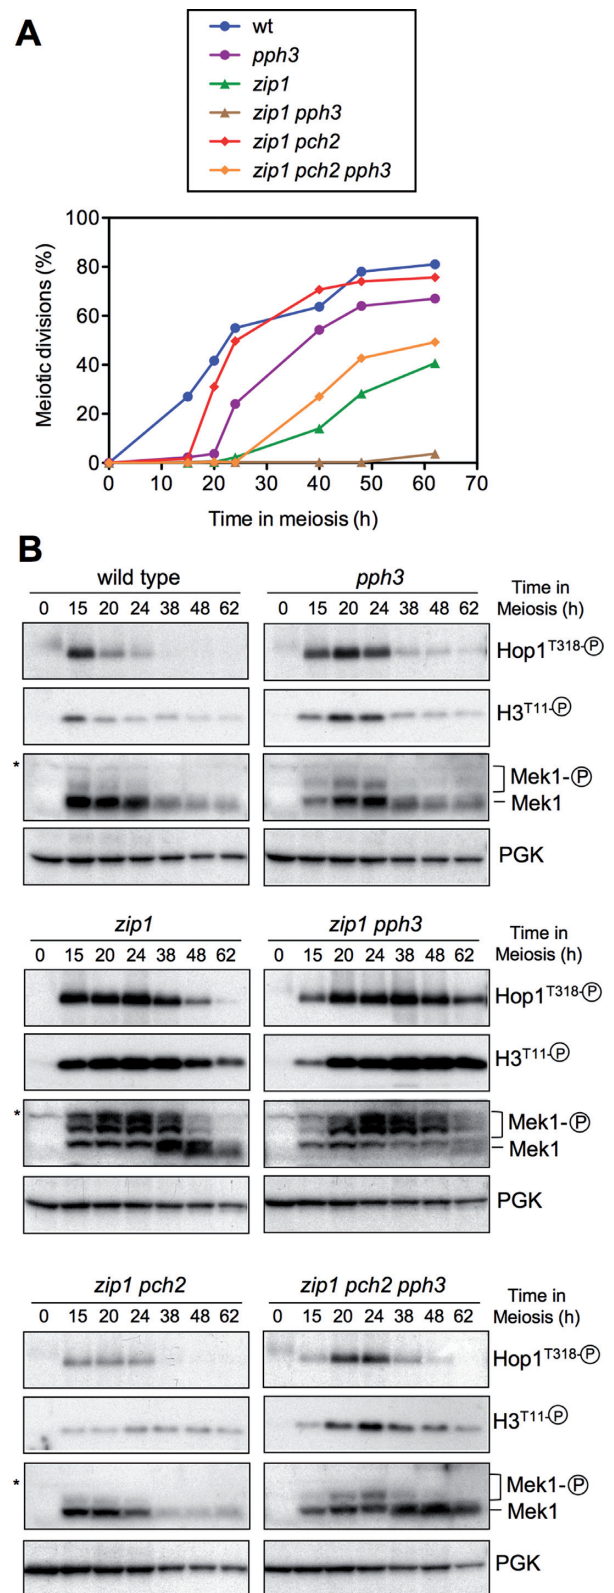 A
wt
pph3
zip1
zip1 pph3
zip1 pch2
zip1 pch2 pph3
Meiotic divisions (%)
100
80
60
40
20
0
0 10 20 30 40 50 60 70
Time in meiosis (h)
B
wild type
pph3
Time in
Meiosis (h)
0 15 20 24 38 48 62
0 15 20 24 38 48 62
Hop1T318-P
H3T11-P
*
Mek1-P
Mek1
PGK
zip1
zip1 pph3
Time in
Meiosis (h)
0 15 20 24 38 48 62
0 15 20 24 38 48 62
Hop1T318-P
H3T11-P
*
Mek1-P
Mek1
PGK
zip1 pch2
zip1 pch2 pph3
Time in
Meiosis (h)
0 15 20 24 38 48 62
0 15 20 24 38 48 62
Hop1T318-P
H3T11-P
*
Mek1-P
Mek1
PGK